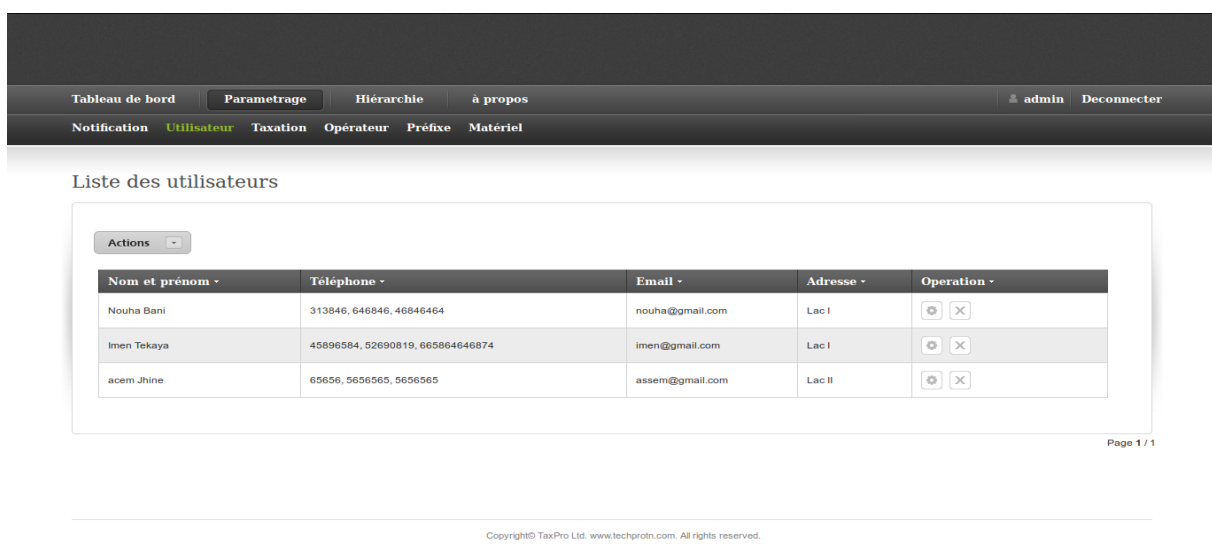 Tableau de bord Parametrage Hiérarchie à propos admin Deconnecter
Notification Utilisateur Taxation Opérateur Préfixe Matériel
Liste des utilisateurs
Actions
Nom et prénom Téléphone Email Adresse Operation
Nouha Bani 313846, 646846, 46846464 nouha@gmail.com Lac I
Imen Tekaya 45896584, 52690819, 665864646874 imen@gmail.com Lac I
acem Jhine 65656, 5656565, 5656565 assem@gmail.com Lac II
Page 1 / 1
Copyright© TaxPro Ltd. www.techprotn.com. All rights reserved.